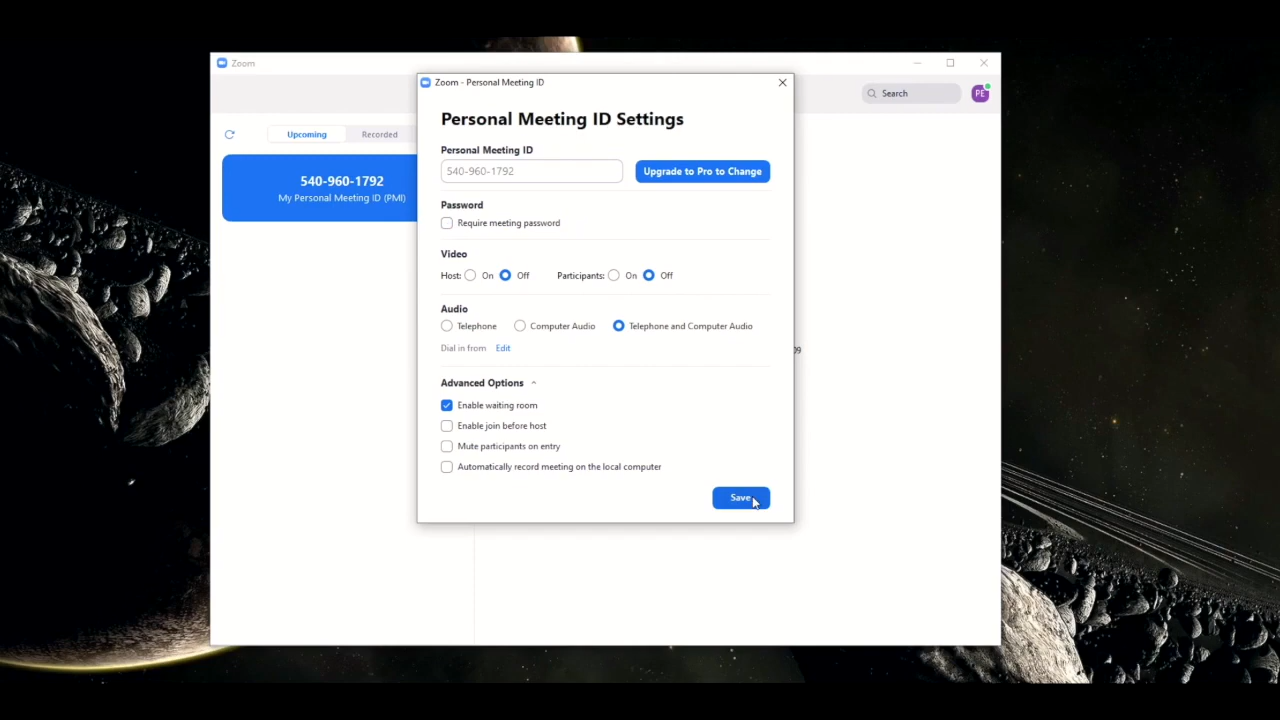 Zoom
Zoom - Personal Meeting ID
Search
PE
Personal Meeting ID Settings
Upcoming
Recorded
Personal Meeting ID
540-960-1792
Upgrade to Pro to Change
540-960-1792
My Personal Meeting ID (PMI)
Password
Require meeting password
Video
Host: On Off Participants: On Off
Audio
Telephone Computer Audio Telephone and Computer Audio
Dial in from Edit
09
Advanced Options
Enable waiting room
Enable join before host
Mute participants on entry
Automatically record meeting on the local computer
Save